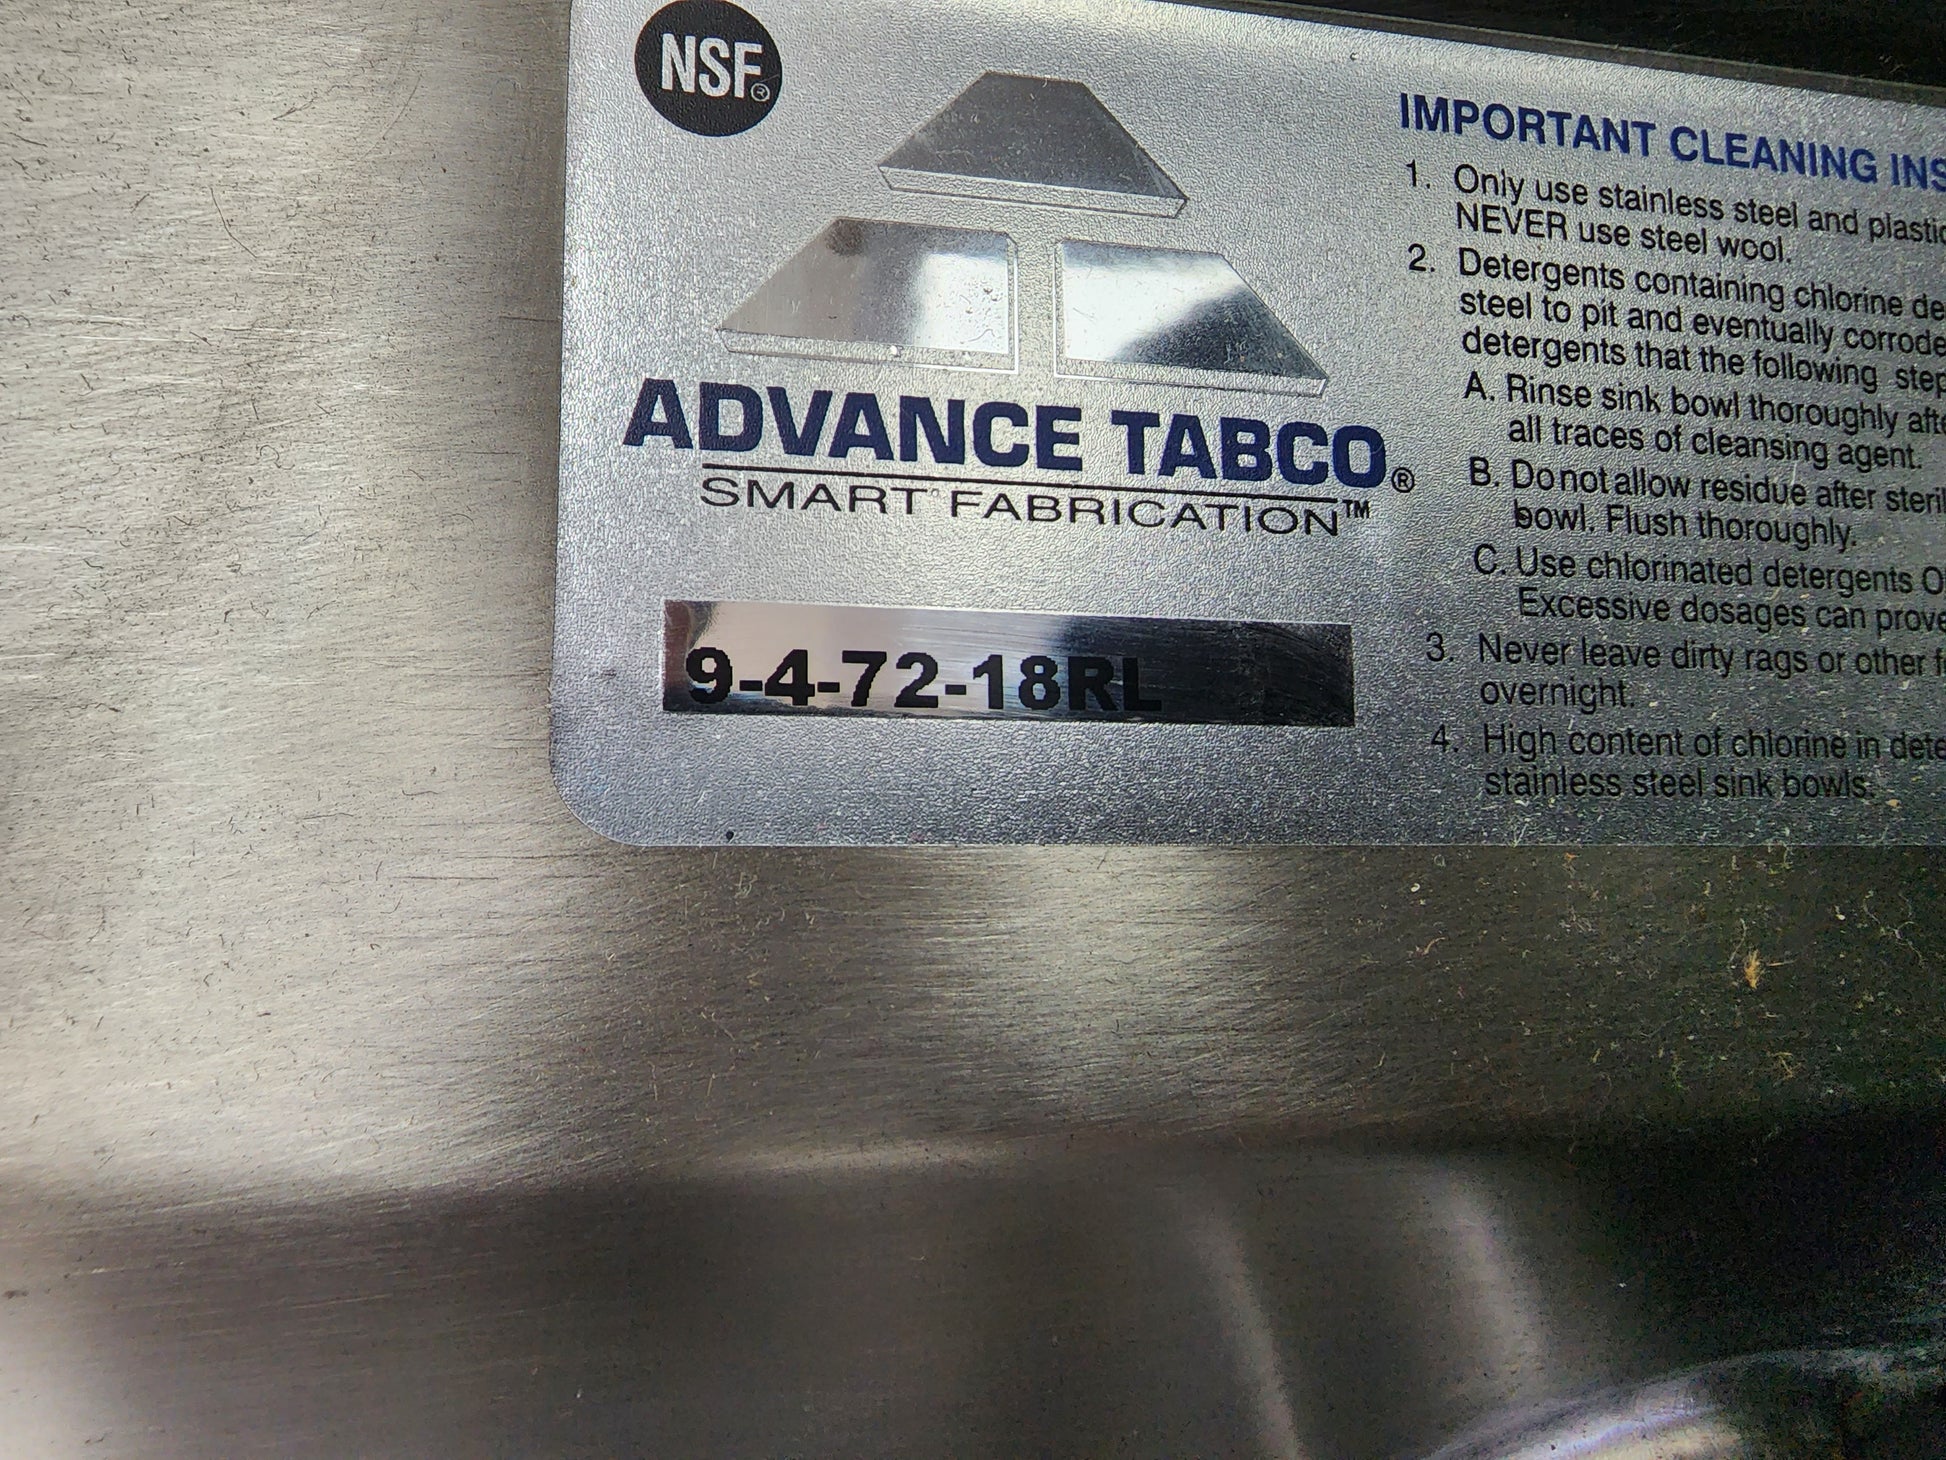 NSF®
ADVANCE TABCO®
SMART FABRICATION™
9-4-72-18RL
IMPORTANT CLEANING INS
1. Only use stainless steel and plastic
NEVER use steel wool.
2. Detergents containing chlorine de
steel to pit and eventually corrode
detergents that the following step
A. Rinse sink bowl thoroughly afte
all traces of cleansing agent.
B. Do not allow residue after steril
bowl. Flush thoroughly.
C. Use chlorinated detergents O
Excessive dosages can prove
3. Never leave dirty rags or other f
overnight.
4. High content of chlorine in dete
stainless steel sink bowls.